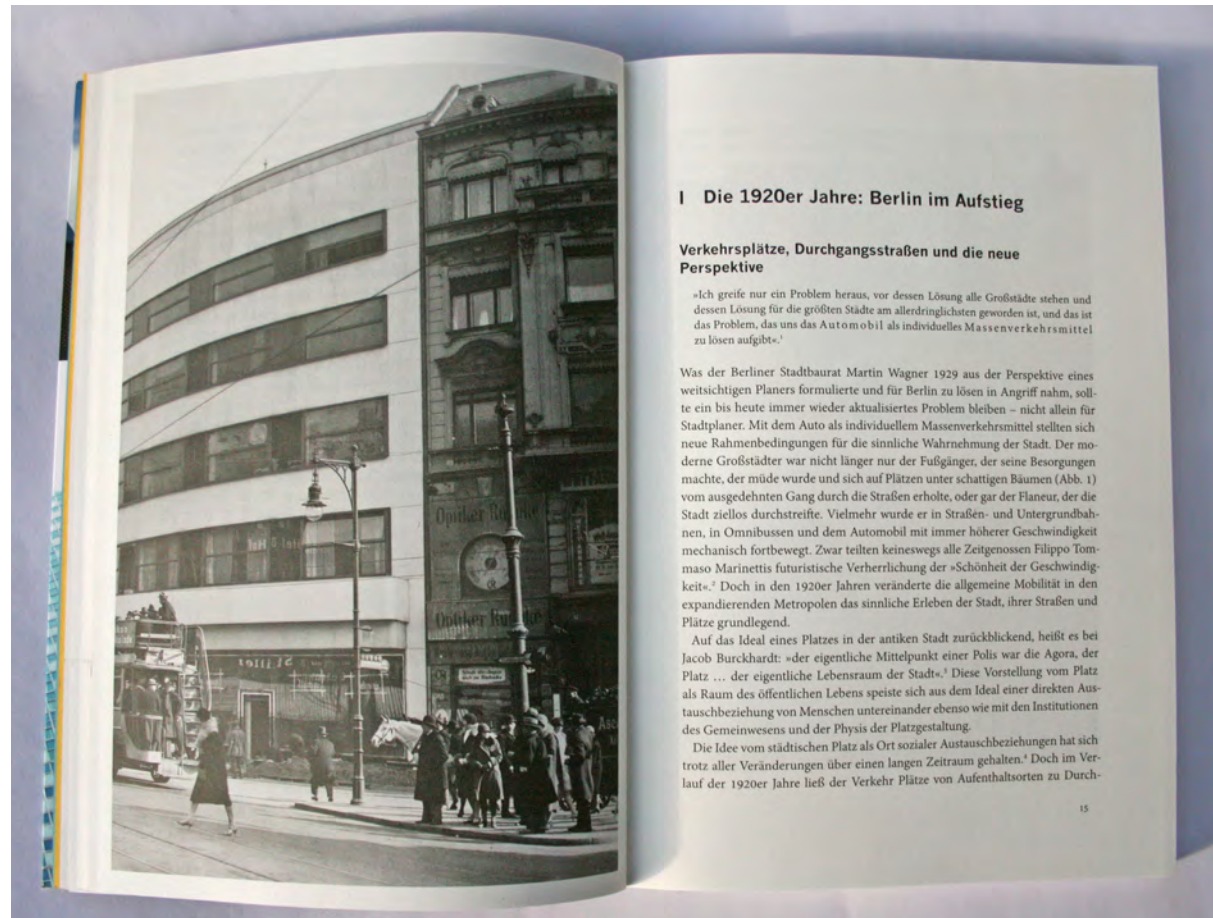 Optiker
Optiker
I Die 1920er Jahre: Berlin im Aufstieg
Verkehrsplätze, Durchgangsstraßen und die neue
Perspektive
»Ich greife nur ein Problem heraus, vor dessen Lösung alle Großstädte stehen und
dessen Lösung für die größten Städte am allerdringlichsten geworden ist, und das ist
das Problem, das uns das Automobil als individuelles Massenverkehrsmittel
zu lösen aufgibt«.¹
Was der Berliner Stadtbaurat Martin Wagner 1929 aus der Perspektive eines
weitsichtigen Planers formulierte und für Berlin zu lösen in Angriff nahm, soll-
te ein bis heute immer wieder aktualisiertes Problem bleiben – nicht allein für
Stadtplaner. Mit dem Auto als individuellem Massenverkehrsmittel stellten sich
neue Rahmenbedingungen für die sinnliche Wahrnehmung der Stadt. Der mo-
derne Großstädter war nicht länger nur der Fußgänger, der seine Besorgungen
machte, der müde wurde und sich auf Plätzen unter schattigen Bäumen (Abb. 1)
vom ausgedehnten Gang durch die Straßen erholte, oder gar der Flaneur, der die
Stadt ziellos durchstreifte. Vielmehr wurde er in Straßen- und Untergrundbah-
nen, in Omnibussen und dem Automobil mit immer höherer Geschwindigkeit
mechanisch fortbewegt. Zwar teilten keineswegs alle Zeitgenossen Filippo Tom-
maso Marinettis futuristische Verherrlichung der »Schönheit der Geschwindig-
keit«.² Doch in den 1920er Jahren veränderte die allgemeine Mobilität in den
expandierenden Metropolen das sinnliche Erleben der Stadt, ihrer Straßen und
Plätze grundlegend.
Auf das Ideal eines Platzes in der antiken Stadt zurückblickend, heißt es bei
Jacob Burckhardt: »der eigentliche Mittelpunkt einer Polis war die Agora, der
Platz … der eigentliche Lebensraum der Stadt«.³ Diese Vorstellung vom Platz
als Raum des öffentlichen Lebens speiste sich aus dem Ideal einer direkten Aus-
tauschbeziehung von Menschen untereinander ebenso wie mit den Institutionen
des Gemeinwesens und der Physis der Platzgestaltung.
Die Idee vom städtischen Platz als Ort sozialer Austauschbeziehungen hat sich
trotz aller Veränderungen über einen langen Zeitraum gehalten.⁴ Doch im Ver-
lauf der 1920er Jahre ließ der Verkehr Plätze von Aufenthaltsorten zu Durch-
15